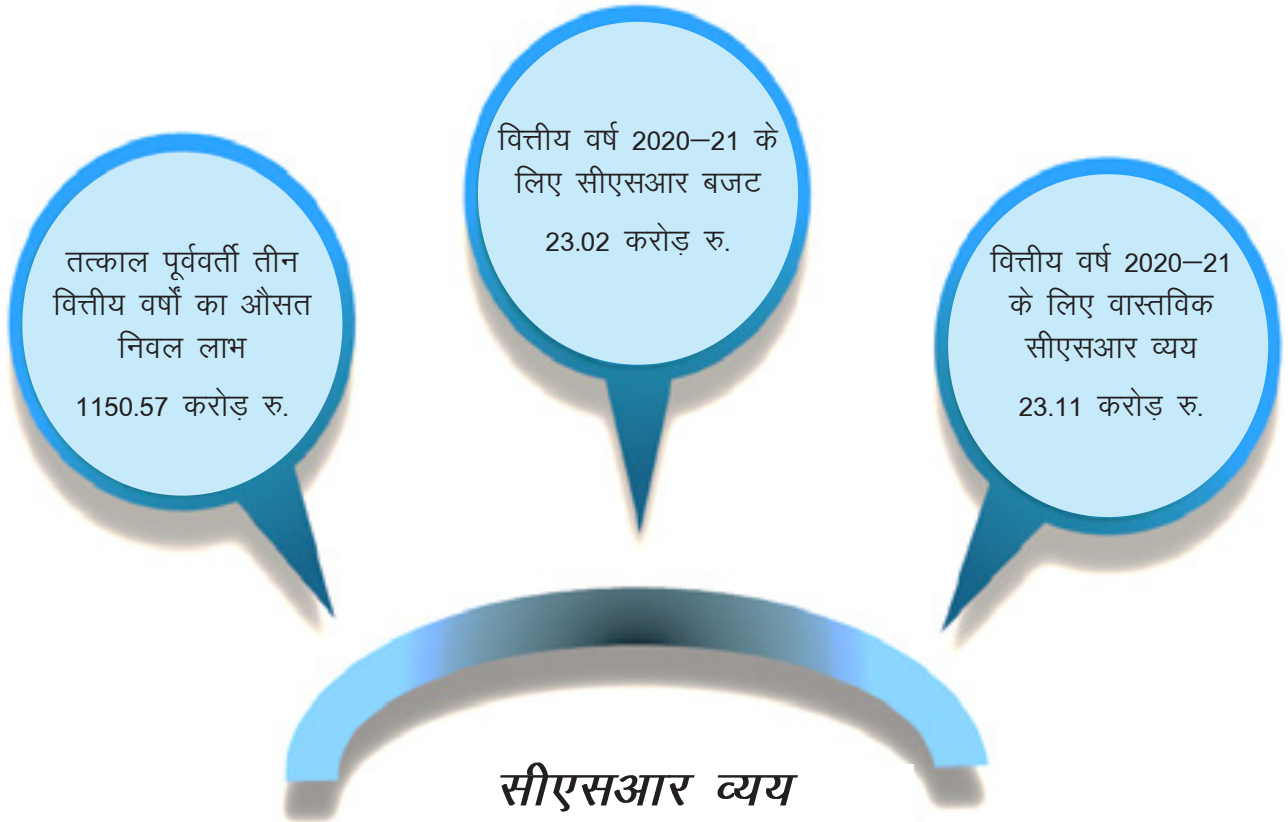 तत्काल पूर्ववर्ती तीन
वित्तीय वर्षों का औसत
निवल लाभ
1150.57 करोड़ रु.
वित्तीय वर्ष 2020–21 के
लिए सीएसआर बजट
23.02 करोड़ रु.
वित्तीय वर्ष 2020–21
के लिए वास्तविक
सीएसआर व्यय
23.11 करोड़ रु.
सीएसआर व्यय